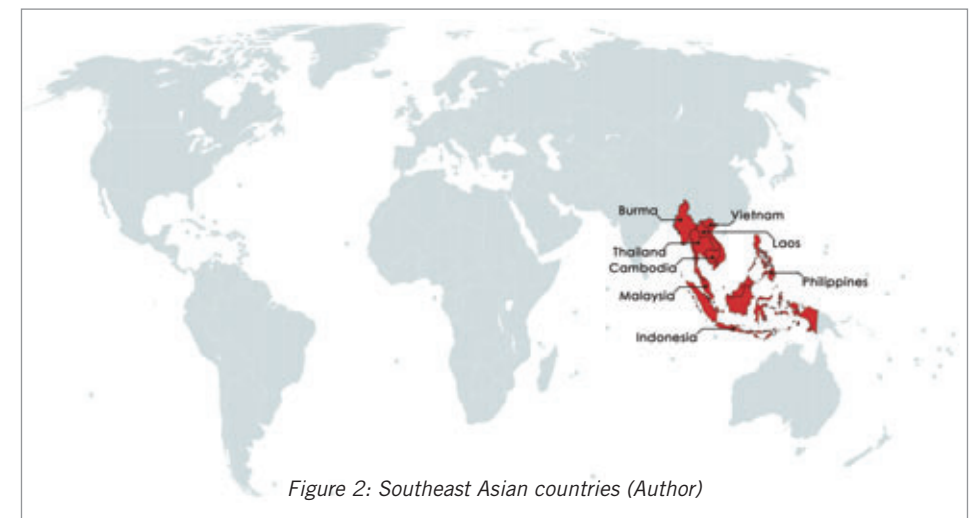 Burma
Vietnam
Laos
Thailand
Cambodia
Philippines
Malaysia
Indonesia
Figure 2: Southeast Asian countries (Author)